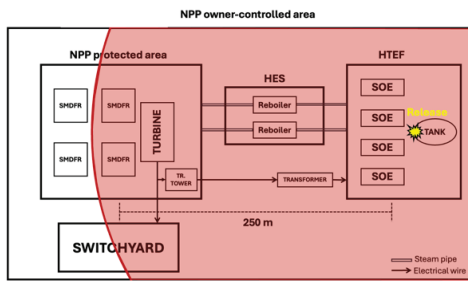 NPP owner-controlled area
NPP protected area
HTEF
HES
SMDFR
SMDFR
SMDFR
SMDFR
TURBINE
Reboiler
Reboiler
SOE
SOE
SOE
SOE
Release
TANK
TR.
TOWER
TRANSFORMER
250 m
SWITCHYARD
Steam pipe
Electrical wire